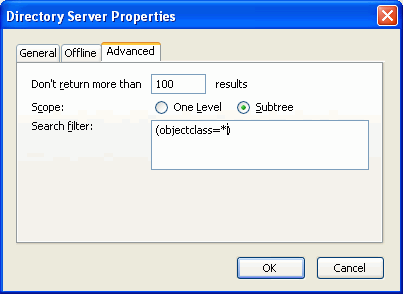 Directory Server Properties
General Offline Advanced
Don't return more than 100 results
Scope: One Level Subtree
Search filter: (objectclass=*)
OK Cancel